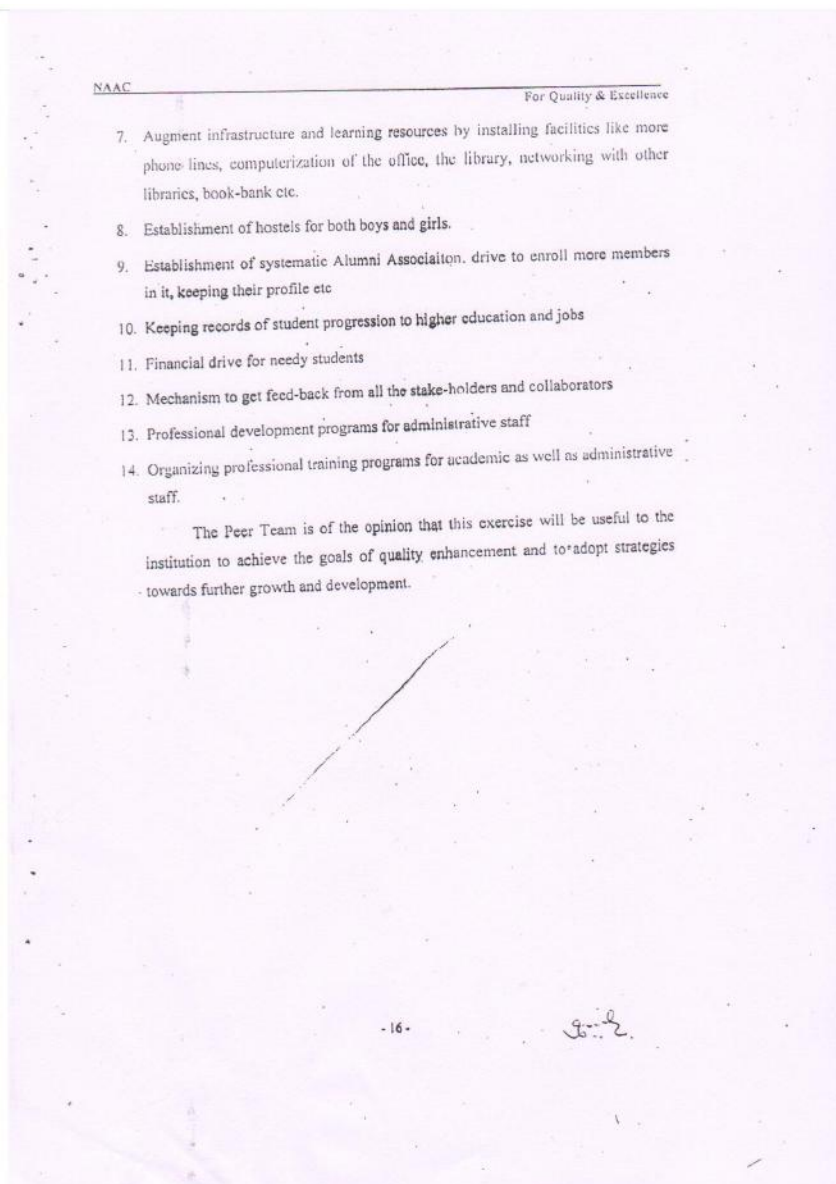 NAAC
For Quality & Excellence
7. Augment infrastructure and learning resources by installing facilities like more
phone lines, computerization of the office, the library, networking with other
libraries, book-bank etc.
8. Establishment of hostels for both boys and girls.
9. Establishment of systematic Alumni Associaiton. drive to enroll more members
in it, keeping their profile etc
10. Keeping records of student progression to higher education and jobs
11. Financial drive for needy students
12. Mechanism to get feed-back from all the stake-holders and collaborators
13. Professional development programs for administrative staff
14. Organizing professional training programs for academic as well as administrative
staff.
The Peer Team is of the opinion that this exercise will be useful to the
institution to achieve the goals of quality enhancement and to adopt strategies
towards further growth and development.
- 16 -